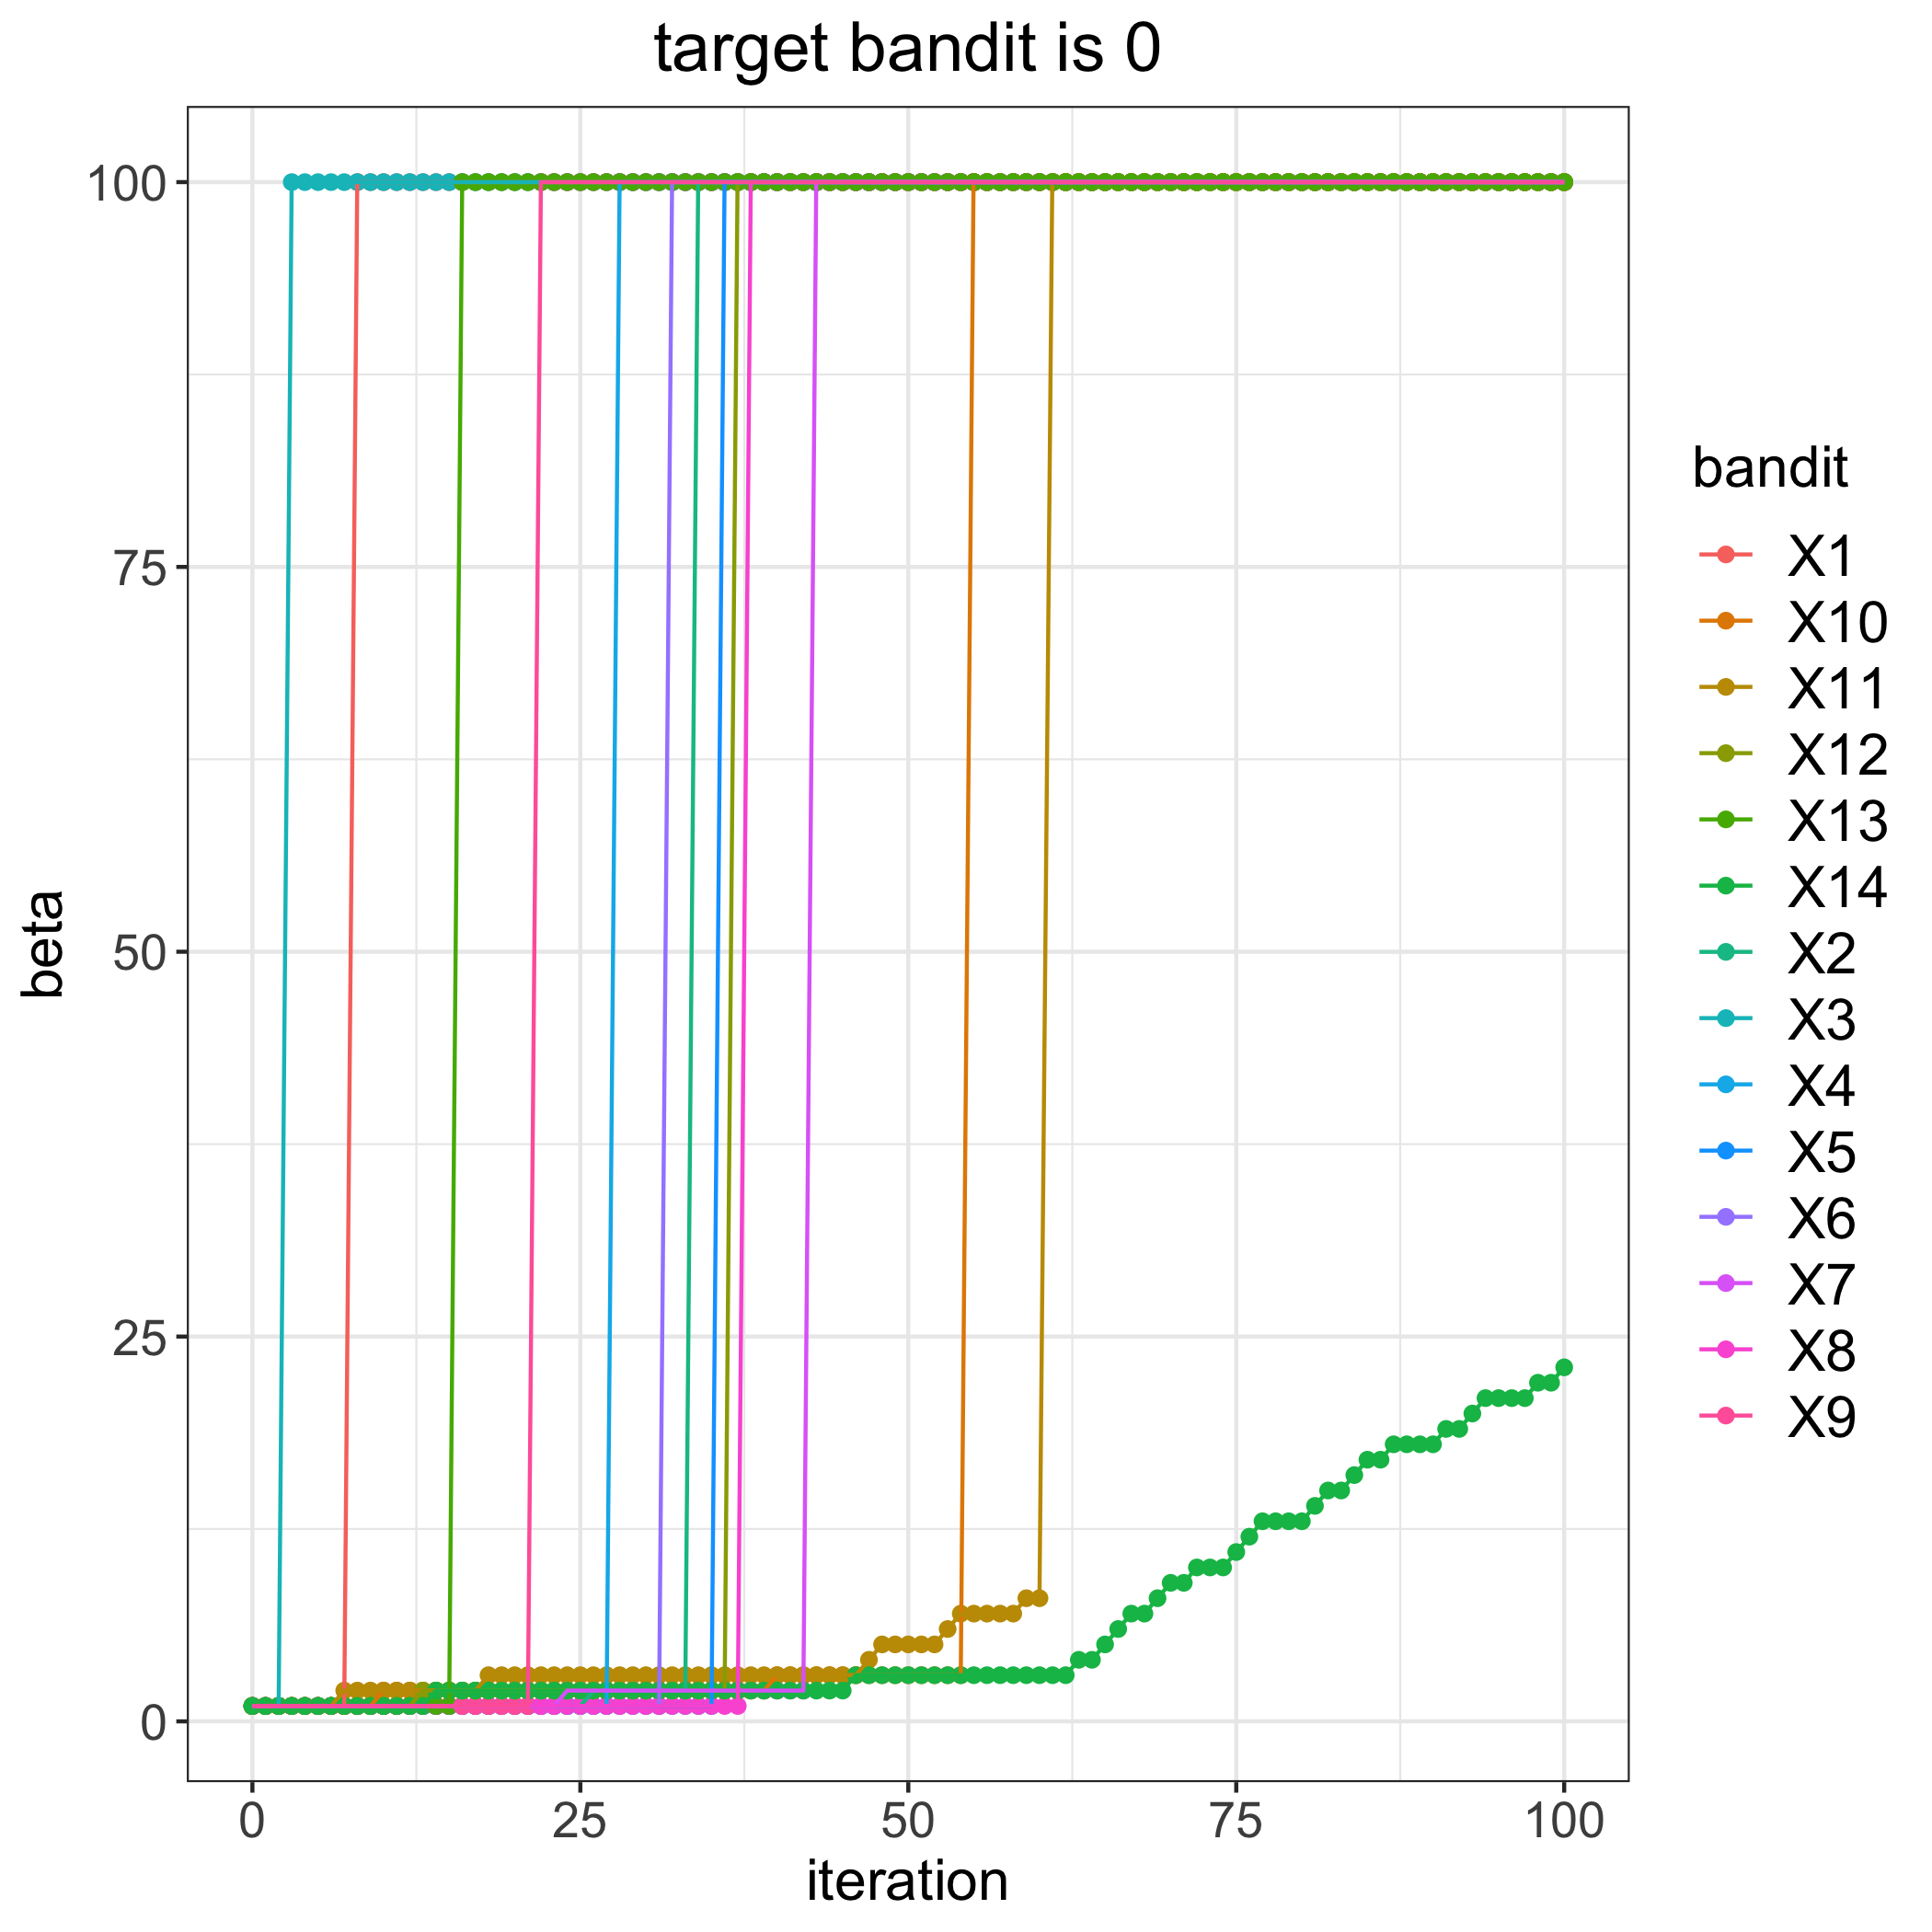 target bandit is 0
100
75
50
25
0
beta
0 25 50 75 100
iteration
bandit
X1
X10
X11
X12
X13
X14
X2
X3
X4
X5
X6
X7
X8
X9